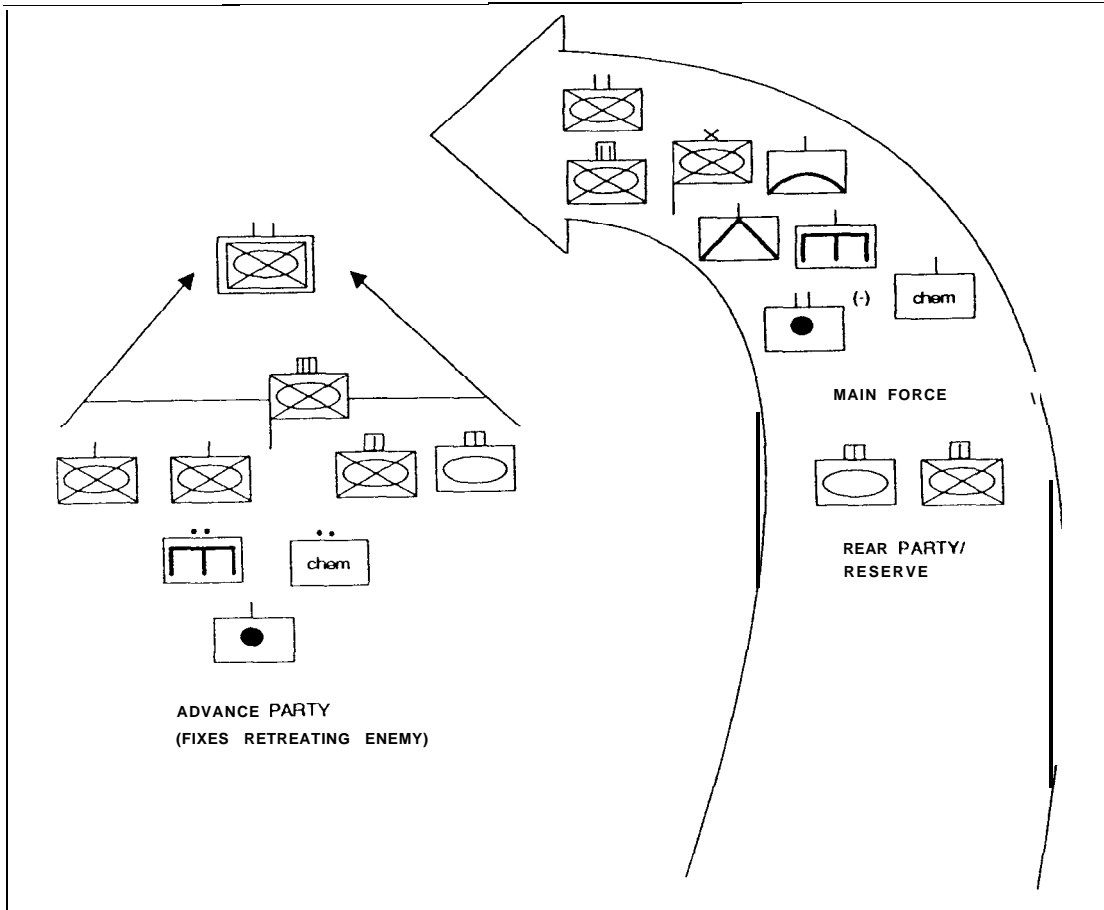 (-)
chem
MAIN FORCE
chem
REAR PARTY/
RESERVE
ADVANCE PARTY
(FIXES RETREATING ENEMY)